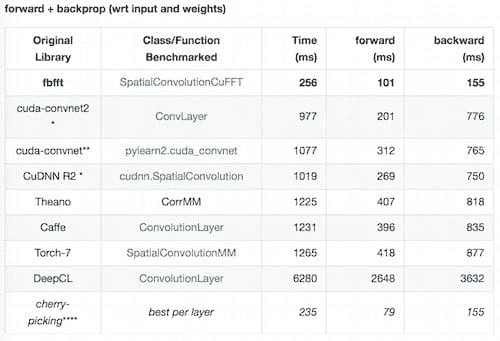 forward + backprop (wrt input and weights)
Original Library Class/Function Benchmarked Time (ms) forward (ms) backward (ms)
fbfft SpatialConvolutionCuFFT 256 101 155
cuda-convnet2 * ConvLayer 977 201 776
cuda-convnet** pylearn2.cuda_convnet 1077 312 765
CuDNN R2 * cudnn.SpatialConvolution 1019 269 750
Theano CorrMM 1225 407 818
Caffe ConvolutionLayer 1231 396 835
Torch-7 SpatialConvolutionMM 1265 418 877
DeepCL ConvolutionLayer 6280 2648 3632
cherry-picking**** best per layer 235 79 155